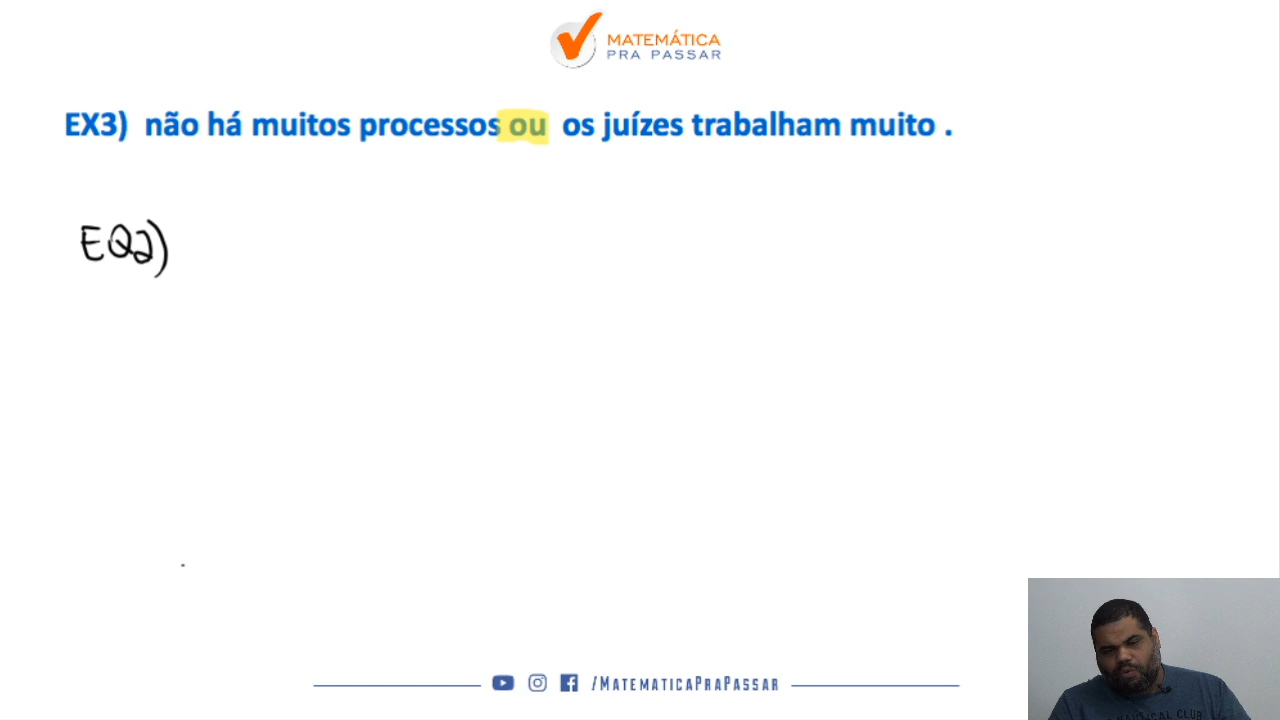 MATEMÁTICA
PRA PASSAR
EX3) não há muitos processos ou os juízes trabalham muito .
EQ2)
/MATEMATICAPRAPASSAR